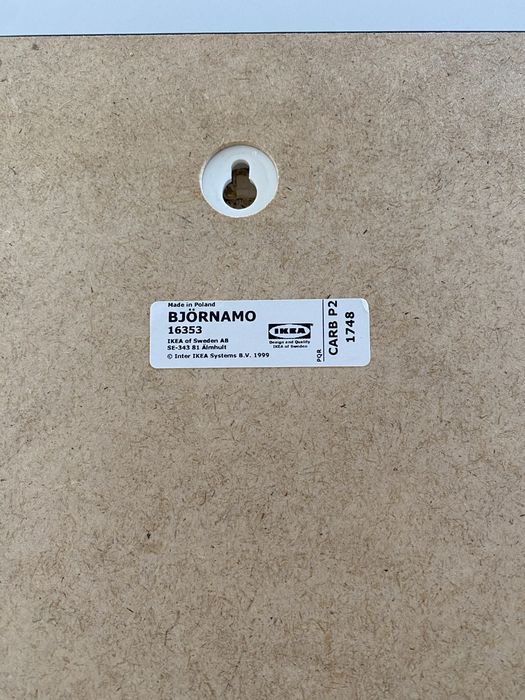 Made in Poland
BJÖRNAMO
16353
IKEA of Sweden AB
SE-343 81 Älmhult
© Inter IKEA Systems B.V. 1999
IKEA
Design and Quality
IKEA of Sweden
PQR
CARB P2
1748